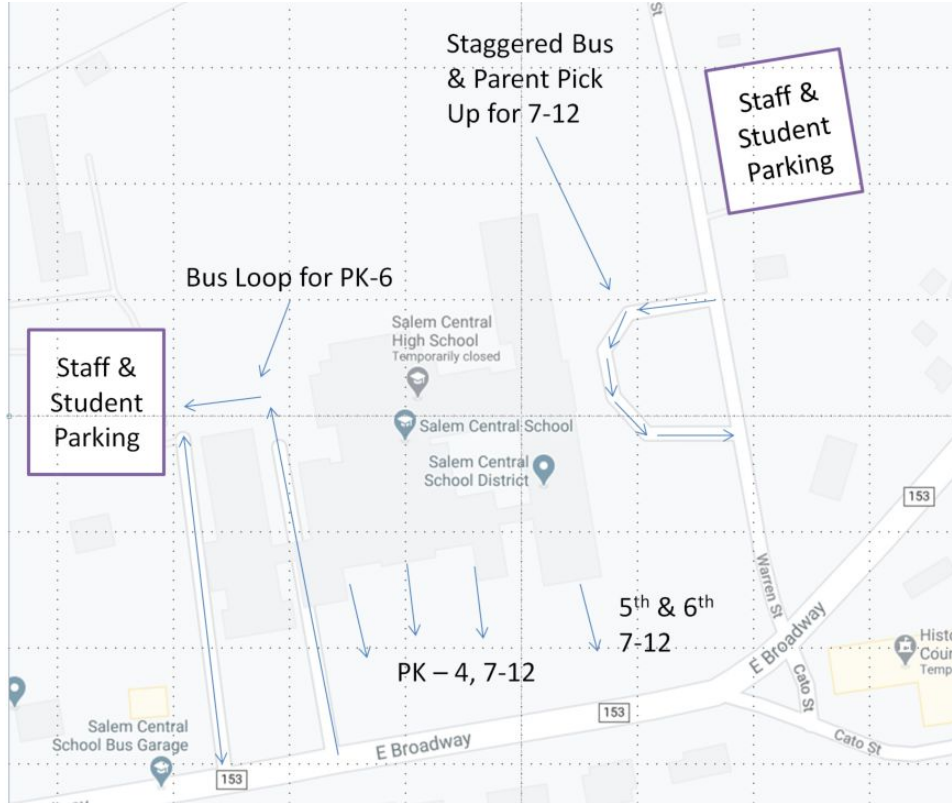 St
Staggered Bus
& Parent Pick
Up for 7-12
Staff &
Student
Parking
Bus Loop for PK-6
Salem Central
High School
Temporarily closed
Staff &
Student
Parking
Salem Central School
Salem Central
School District
153
Warren St
5th & 6th
7-12
E Broadway
PK – 4, 7-12
Cato St
153
Cato St
Salem Central
School Bus Garage
E Broadway
153